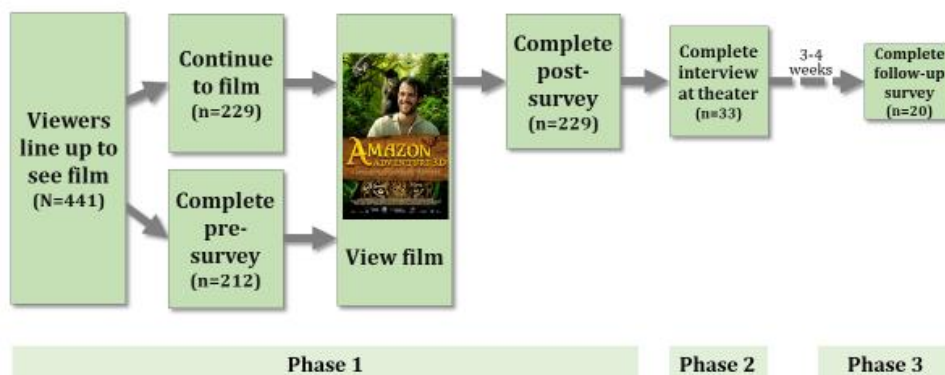 Viewers
line up to
see film
(N=441)
Continue
to film
(n=229)
Complete
pre-
survey
(n=212)
AMAZON
ADVENTURE 3D
View film
Complete
post-
survey
(n=229)
Complete
interview
at theater
(n=33)
3-4
weeks
Complete
follow-up
survey
(n=20)
Phase 1
Phase 2
Phase 3